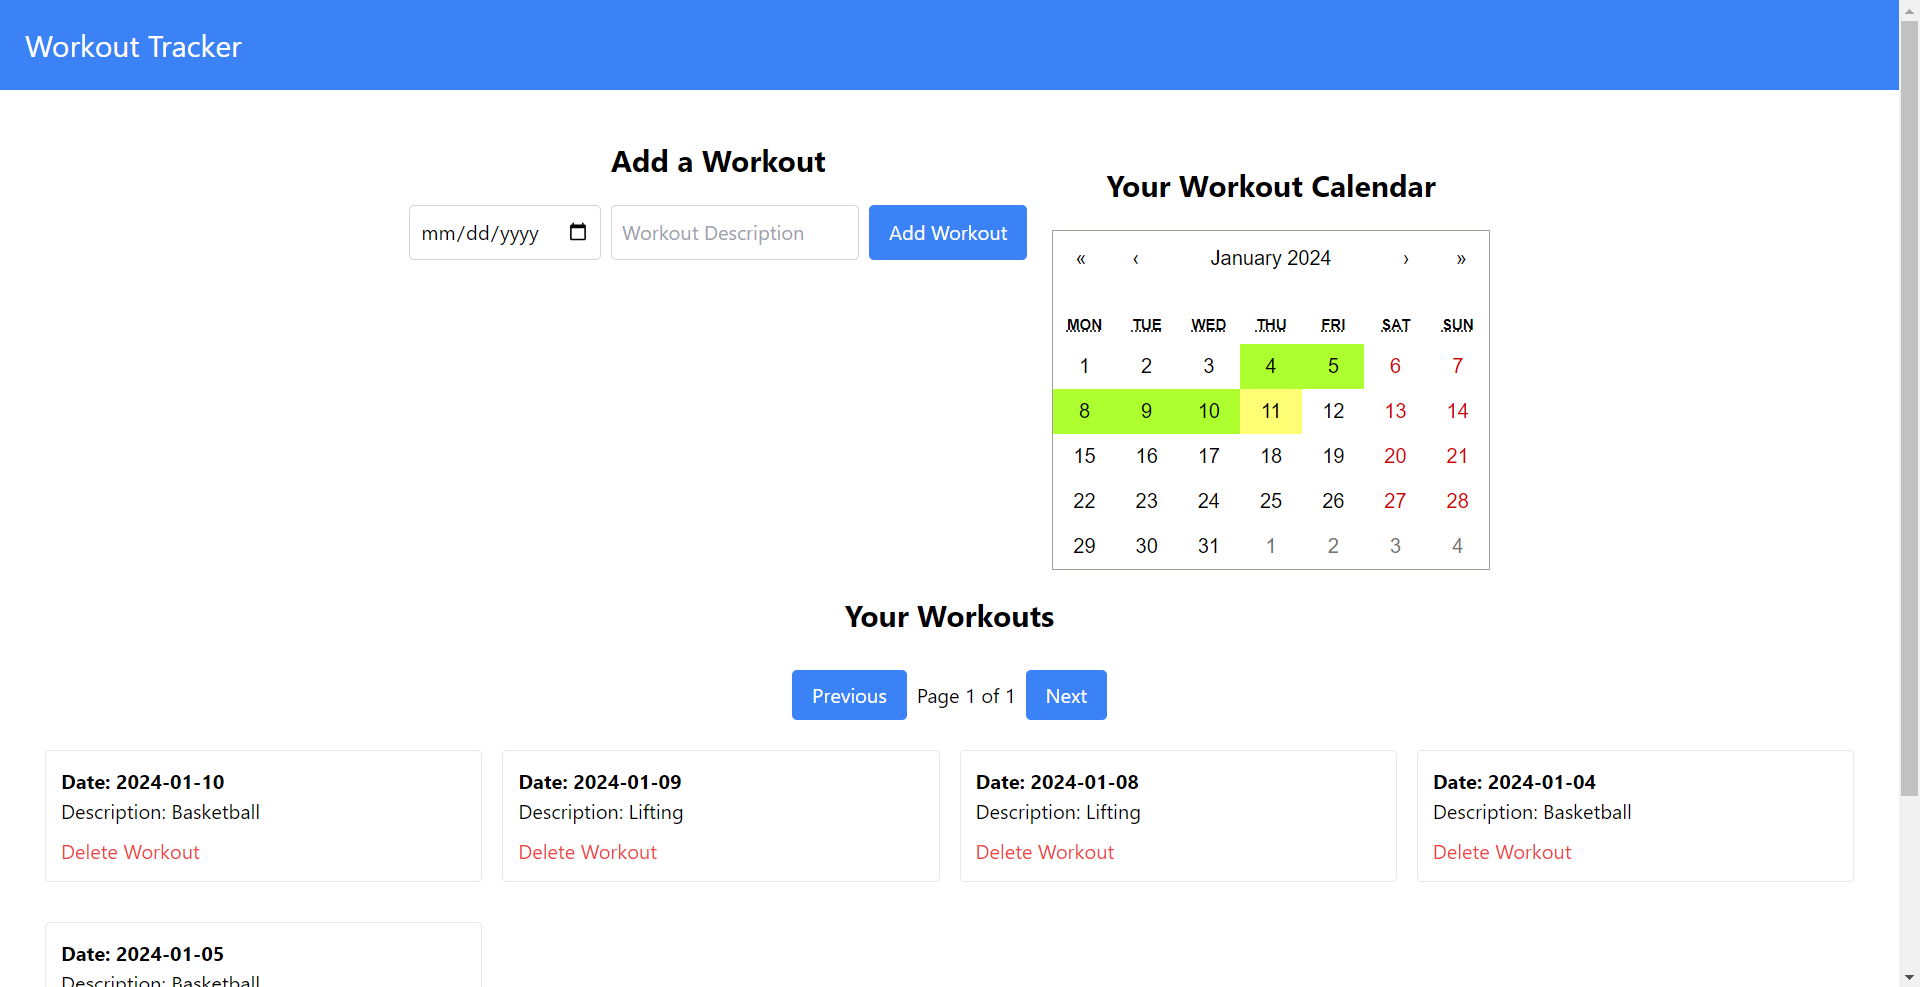 Workout Tracker
Add a Workout
mm/dd/yyyy
Workout Description
Add Workout
Your Workout Calendar
« ‹ January 2024 › »
MON TUE WED THU FRI SAT SUN
1 2 3 4 5 6 7
8 9 10 11 12 13 14
15 16 17 18 19 20 21
22 23 24 25 26 27 28
29 30 31 1 2 3 4
Your Workouts
Previous Page 1 of 1 Next
Date: 2024-01-10
Description: Basketball
Delete Workout
Date: 2024-01-09
Description: Lifting
Delete Workout
Date: 2024-01-08
Description: Lifting
Delete Workout
Date: 2024-01-04
Description: Basketball
Delete Workout
Date: 2024-01-05
Description: Basketball